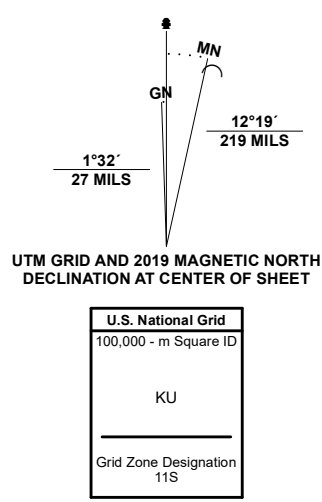 MN
GN
12°19´
219 MILS
1°32´
27 MILS
UTM GRID AND 2019 MAGNETIC NORTH
DECLINATION AT CENTER OF SHEET
U.S. National Grid
100,000 - m Square ID
KU
Grid Zone Designation
11S